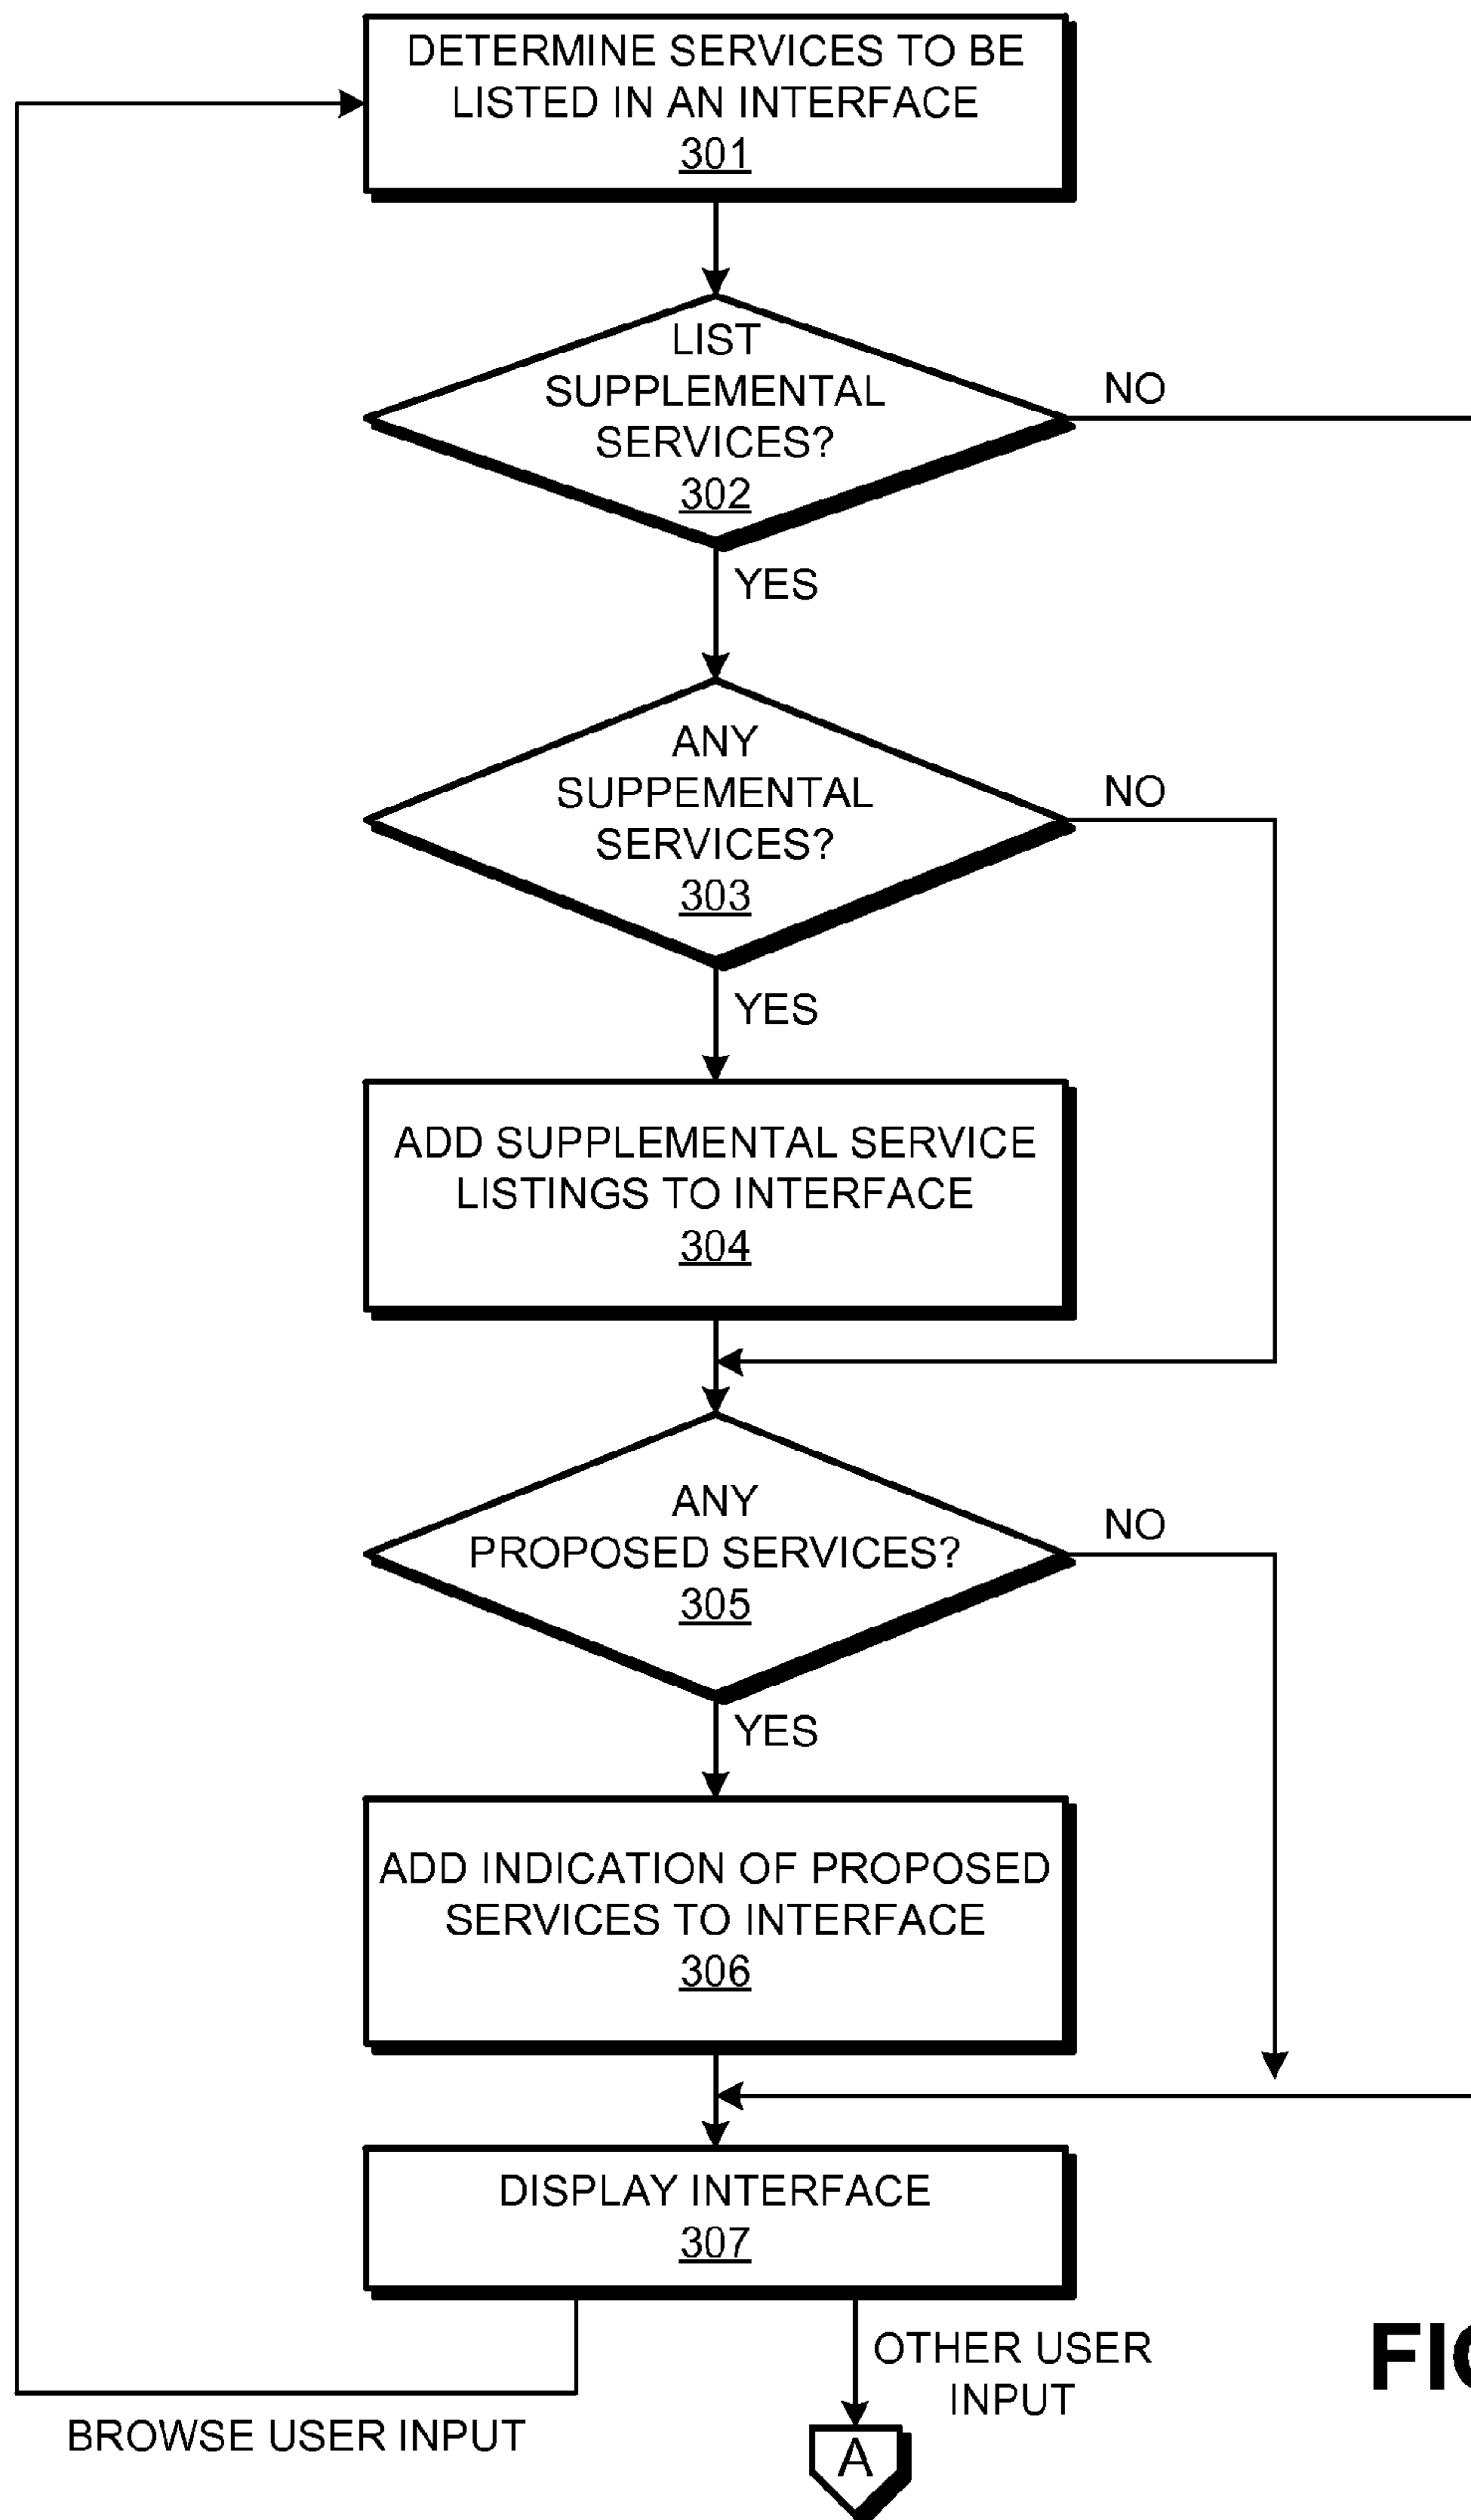 DETERMINE SERVICES TO BE
LISTED IN AN INTERFACE
301
LIST
SUPPLEMENTAL
SERVICES?
302
NO
YES
ANY
SUPPEMENTAL
SERVICES?
303
NO
YES
ADD SUPPLEMENTAL SERVICE
LISTINGS TO INTERFACE
304
ANY
PROPOSED SERVICES?
305
NO
YES
ADD INDICATION OF PROPOSED
SERVICES TO INTERFACE
306
DISPLAY INTERFACE
307
OTHER USER
INPUT
BROWSE USER INPUT
A